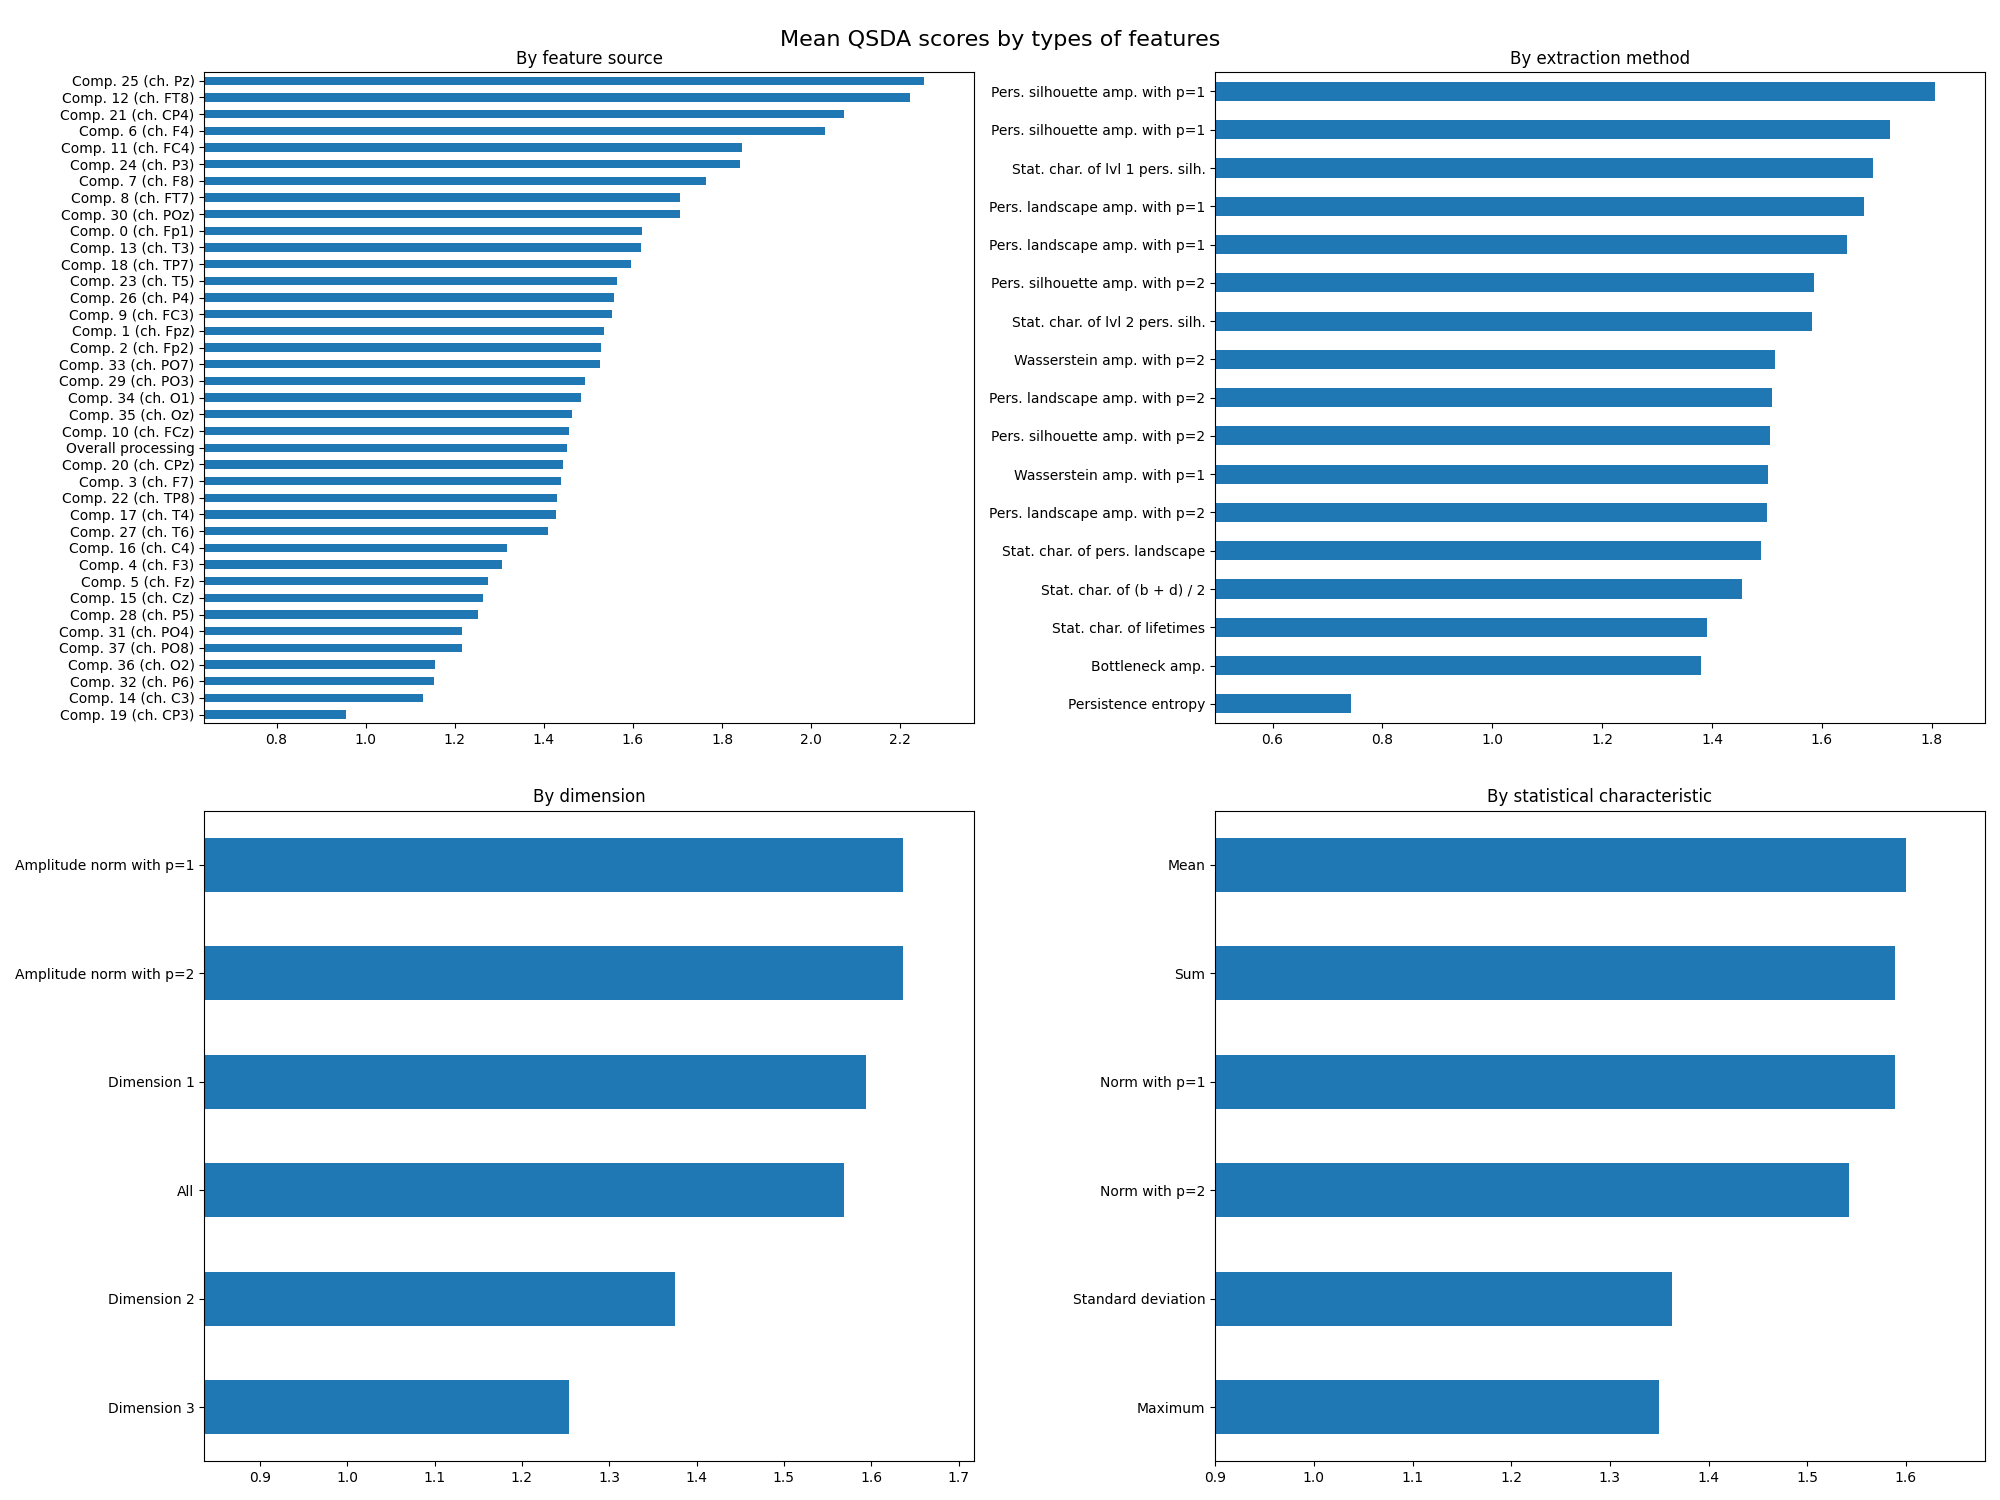 Mean QSDA scores by types of features
By feature source
Comp. 25 (ch. Pz)
Comp. 12 (ch. FT8)
Comp. 21 (ch. CP4)
Comp. 6 (ch. F4)
Comp. 11 (ch. FC4)
Comp. 24 (ch. P3)
Comp. 7 (ch. F8)
Comp. 8 (ch. FT7)
Comp. 30 (ch. POz)
Comp. 0 (ch. Fp1)
Comp. 13 (ch. T3)
Comp. 18 (ch. TP7)
Comp. 23 (ch. T5)
Comp. 26 (ch. P4)
Comp. 9 (ch. FC3)
Comp. 1 (ch. Fpz)
Comp. 2 (ch. Fp2)
Comp. 33 (ch. PO7)
Comp. 29 (ch. PO3)
Comp. 34 (ch. O1)
Comp. 35 (ch. Oz)
Comp. 10 (ch. FCz)
Overall processing
Comp. 20 (ch. CPz)
Comp. 3 (ch. F7)
Comp. 22 (ch. TP8)
Comp. 17 (ch. T4)
Comp. 27 (ch. T6)
Comp. 16 (ch. C4)
Comp. 4 (ch. F3)
Comp. 5 (ch. Fz)
Comp. 15 (ch. Cz)
Comp. 28 (ch. P5)
Comp. 31 (ch. PO4)
Comp. 37 (ch. PO8)
Comp. 36 (ch. O2)
Comp. 32 (ch. P6)
Comp. 14 (ch. C3)
Comp. 19 (ch. CP3)
0.8 1.0 1.2 1.4 1.6 1.8 2.0 2.2
By extraction method
Pers. silhouette amp. with p=1
Pers. silhouette amp. with p=1
Stat. char. of lvl 1 pers. silh.
Pers. landscape amp. with p=1
Pers. landscape amp. with p=1
Pers. silhouette amp. with p=2
Stat. char. of lvl 2 pers. silh.
Wasserstein amp. with p=2
Pers. landscape amp. with p=2
Pers. silhouette amp. with p=2
Wasserstein amp. with p=1
Pers. landscape amp. with p=2
Stat. char. of pers. landscape
Stat. char. of (b + d) / 2
Stat. char. of lifetimes
Bottleneck amp.
Persistence entropy
0.6 0.8 1.0 1.2 1.4 1.6 1.8
By dimension
Amplitude norm with p=1
Amplitude norm with p=2
Dimension 1
All
Dimension 2
Dimension 3
0.9 1.0 1.1 1.2 1.3 1.4 1.5 1.6 1.7
By statistical characteristic
Mean
Sum
Norm with p=1
Norm with p=2
Standard deviation
Maximum
0.9 1.0 1.1 1.2 1.3 1.4 1.5 1.6